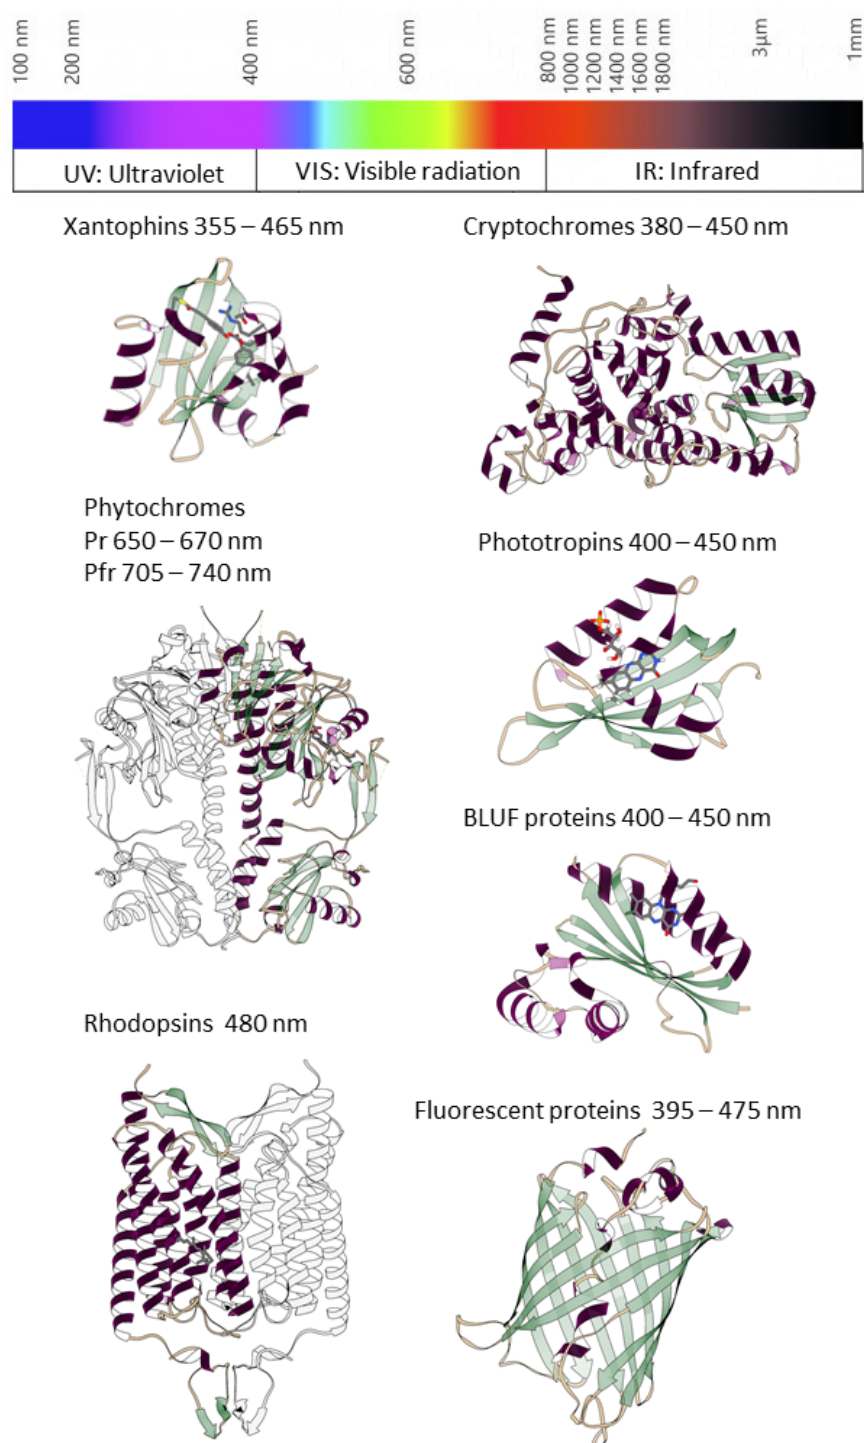 100 nm
200 nm
400 nm
600 nm
800 nm
1000 nm
1200 nm
1400 nm
1600 nm
1800 nm
3µm
1mm
UV: Ultraviolet
VIS: Visible radiation
IR: Infrared
Xantophins 355 – 465 nm
Cryptochromes 380 – 450 nm
Phytochromes
Pr 650 – 670 nm
Pfr 705 – 740 nm
Phototropins 400 – 450 nm
BLUF proteins 400 – 450 nm
Rhodopsins 480 nm
Fluorescent proteins 395 – 475 nm